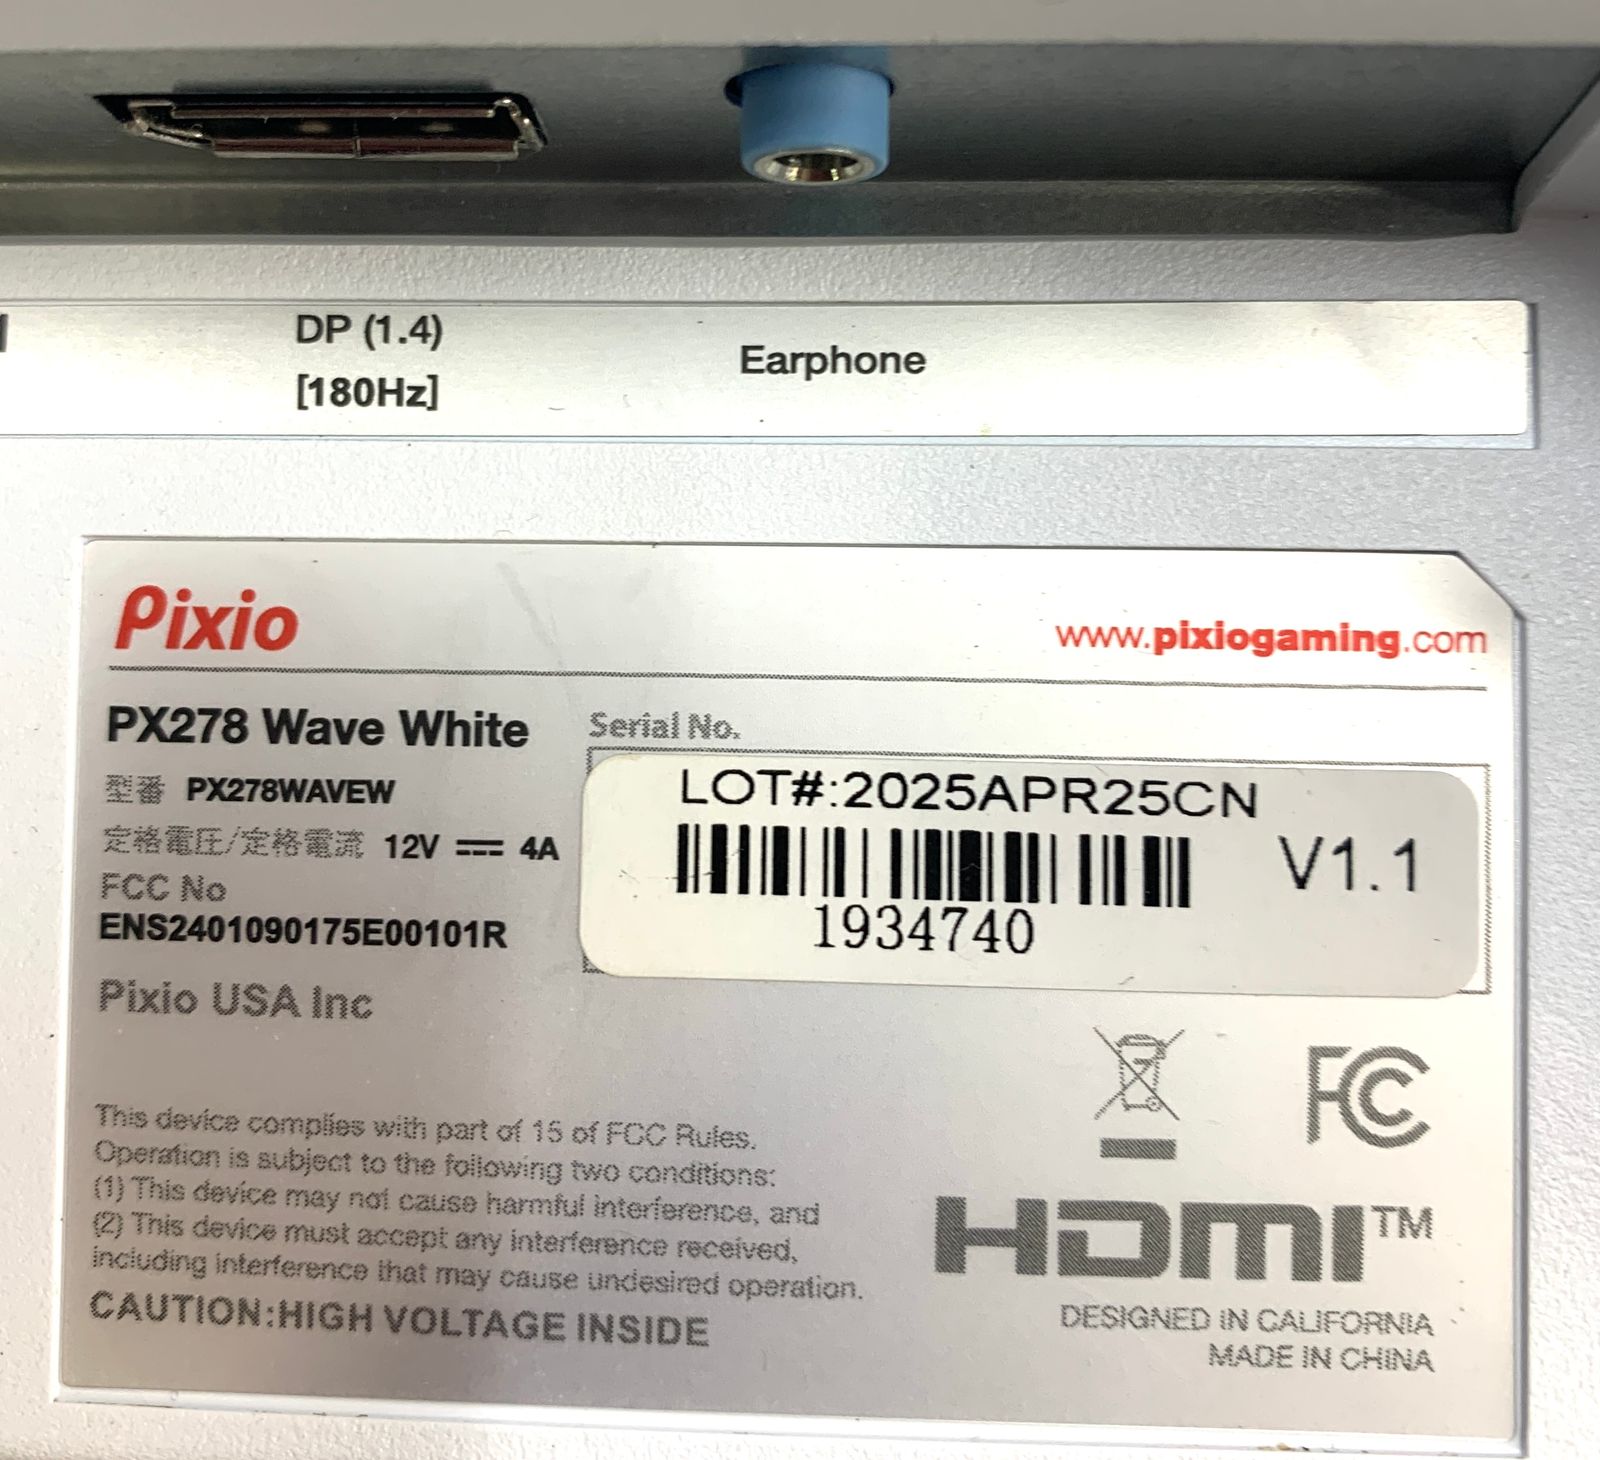 DP (1.4)
[180Hz]
Earphone
Pixio
www.pixiogaming.com
PX278 Wave White
型番 PX278WAVEW
定格電圧/定格電流 12V ⎓ 4A
FCC No
ENS2401090175E00101R
Pixio USA Inc
Serial No.
LOT#:2025APR25CN
V1.1
1934740
This device complies with part of 15 of FCC Rules.
Operation is subject to the following two conditions:
(1) This device may not cause harmful interference, and
(2) This device must accept any interference received,
including interference that may cause undesired operation.
CAUTION:HIGH VOLTAGE INSIDE
FC
HDMI™
DESIGNED IN CALIFORNIA
MADE IN CHINA